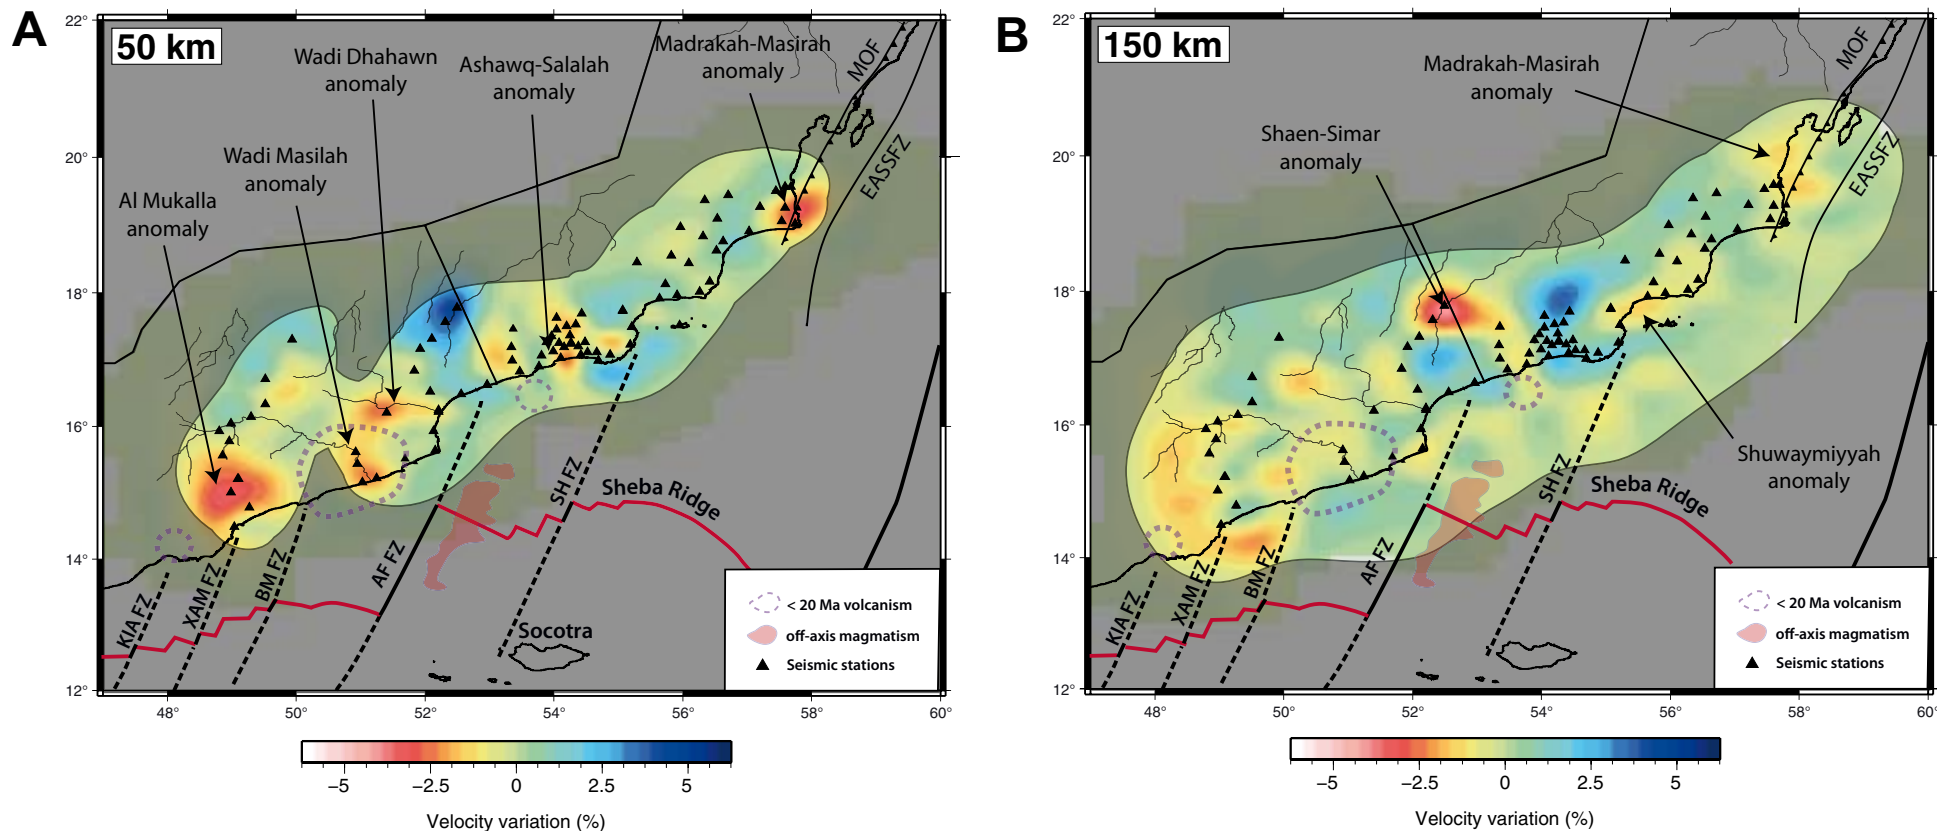 A
50 km
Wadi Dhahawn
anomaly
Ashawq-Salalah
anomaly
Madrakah-Masirah
anomaly
Wadi Masilah
anomaly
Al Mukalla
anomaly
MOF
EASSFZ
KIA FZ
XAM FZ
BM FZ
AF FZ
SH FZ
Sheba Ridge
Socotra
< 20 Ma volcanism
off-axis magmatism
Seismic stations
22°
20°
18°
16°
14°
12°
48°
50°
52°
54°
56°
58°
60°
−5
−2.5
0
2.5
5
Velocity variation (%)
B
150 km
Madrakah-Masirah
anomaly
Shaen-Simar
anomaly
Shuwaymiyyah
anomaly
MOF
EASSFZ
KIA FZ
XAM FZ
BM FZ
AF FZ
SH FZ
Sheba Ridge
< 20 Ma volcanism
off-axis magmatism
Seismic stations
22°
20°
18°
16°
14°
12°
48°
50°
52°
54°
56°
58°
60°
−5
−2.5
0
2.5
5
Velocity variation (%)